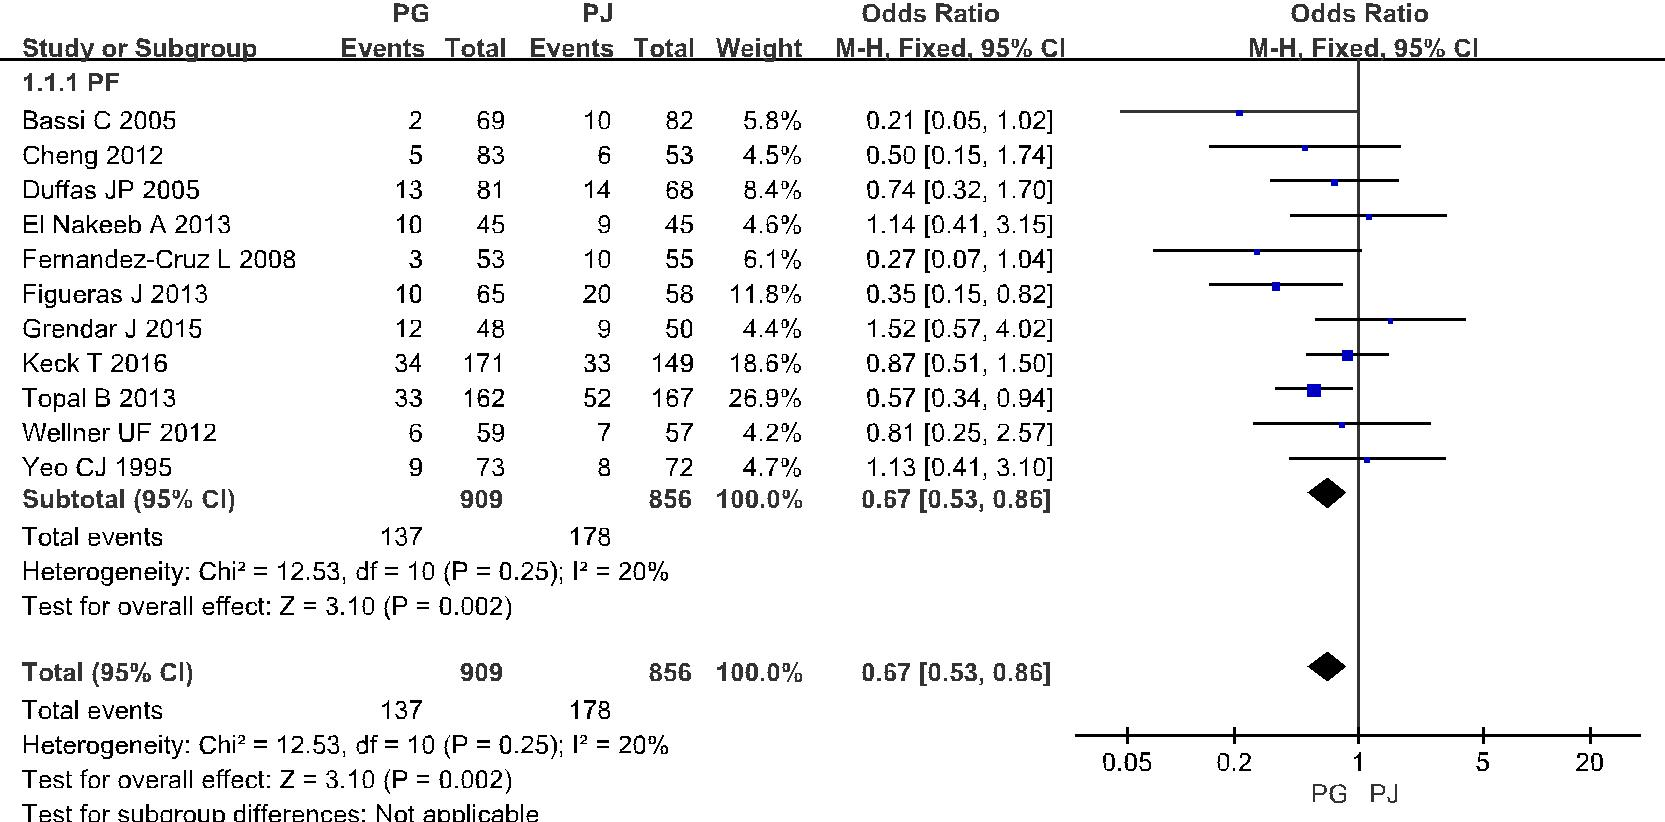 PG PJ Odds Ratio Odds Ratio
Study or Subgroup Events Total Events Total Weight M-H, Fixed, 95% CI M-H, Fixed, 95% CI
1.1.1 PF
Bassi C 2005 2 69 10 82 5.8% 0.21 [0.05, 1.02]
Cheng 2012 5 83 6 53 4.5% 0.50 [0.15, 1.74]
Duffas JP 2005 13 81 14 68 8.4% 0.74 [0.32, 1.70]
El Nakeeb A 2013 10 45 9 45 4.6% 1.14 [0.41, 3.15]
Fernandez-Cruz L 2008 3 53 10 55 6.1% 0.27 [0.07, 1.04]
Figueras J 2013 10 65 20 58 11.8% 0.35 [0.15, 0.82]
Grendar J 2015 12 48 9 50 4.4% 1.52 [0.57, 4.02]
Keck T 2016 34 171 33 149 18.6% 0.87 [0.51, 1.50]
Topal B 2013 33 162 52 167 26.9% 0.57 [0.34, 0.94]
Wellner UF 2012 6 59 7 57 4.2% 0.81 [0.25, 2.57]
Yeo CJ 1995 9 73 8 72 4.7% 1.13 [0.41, 3.10]
Subtotal (95% CI) 909 856 100.0% 0.67 [0.53, 0.86]
Total events 137 178
Heterogeneity: Chi² = 12.53, df = 10 (P = 0.25); I² = 20%
Test for overall effect: Z = 3.10 (P = 0.002)
Total (95% CI) 909 856 100.0% 0.67 [0.53, 0.86]
Total events 137 178
Heterogeneity: Chi² = 12.53, df = 10 (P = 0.25); I² = 20%
Test for overall effect: Z = 3.10 (P = 0.002)
Test for subgroup differences: Not applicable
0.05 0.2 1 5 20
PG PJ